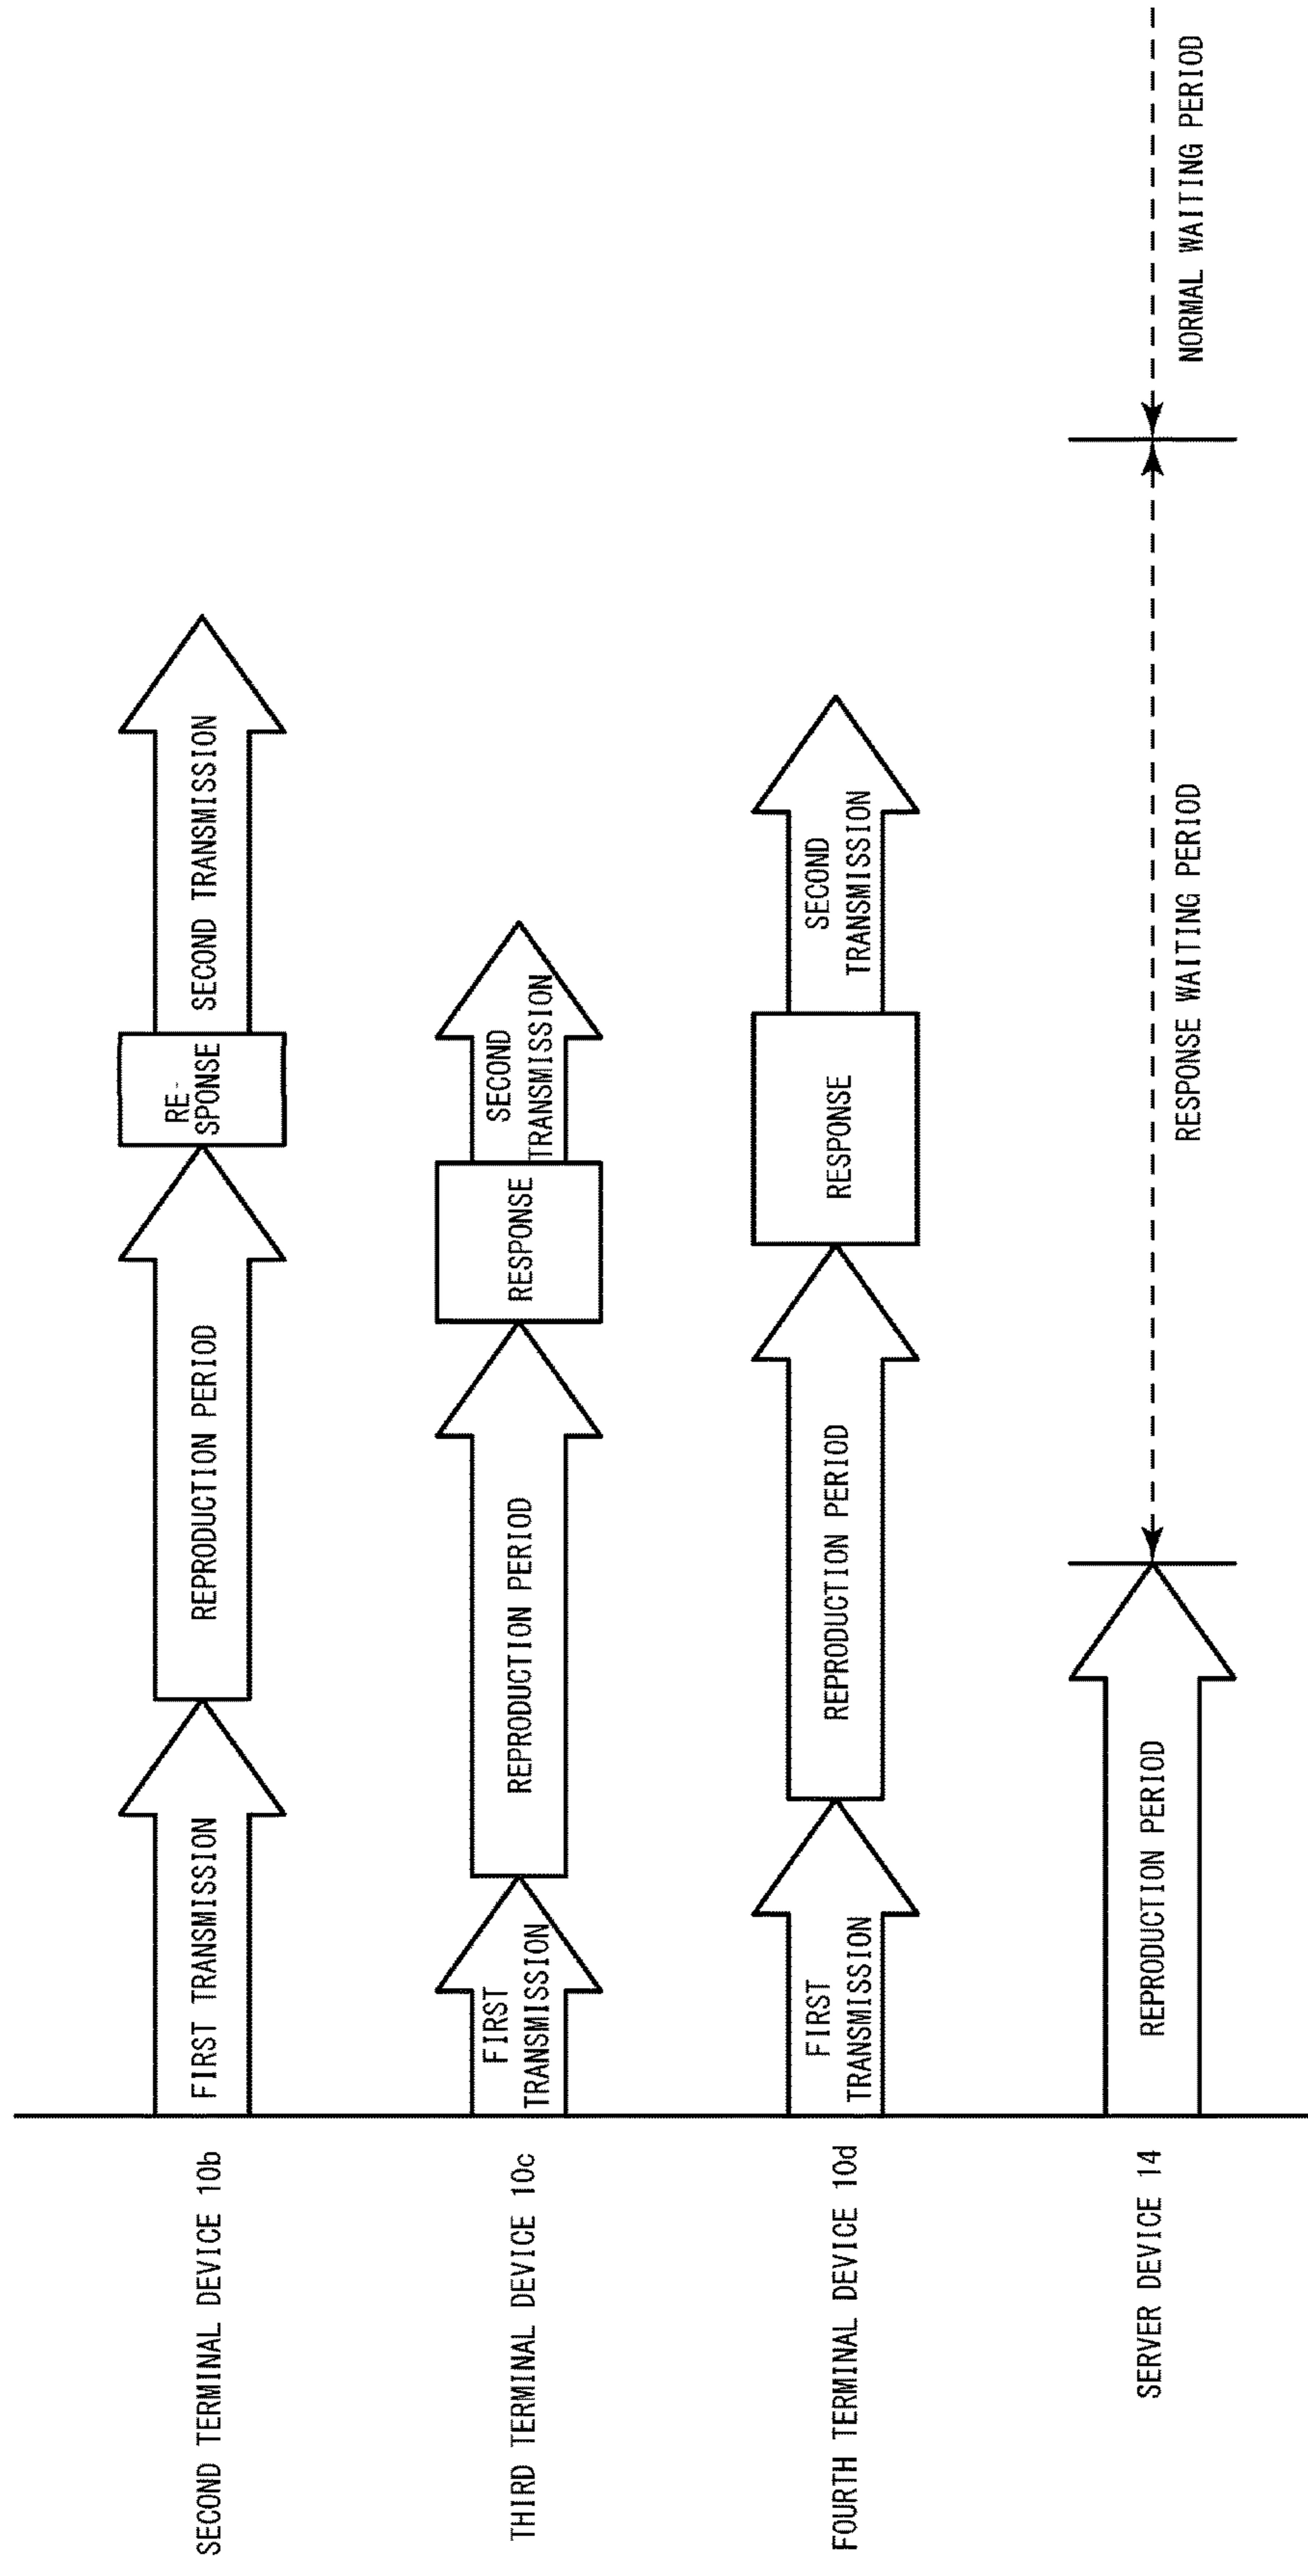 SECOND TERMINAL DEVICE 10b
FIRST TRANSMISSION
REPRODUCTION PERIOD
RE-
SPONSE
SECOND TRANSMISSION
THIRD TERMINAL DEVICE 10c
FIRST
TRANSMISSION
REPRODUCTION PERIOD
RESPONSE
SECOND
TRANSMISSION
FOURTH TERMINAL DEVICE 10d
FIRST
TRANSMISSION
REPRODUCTION PERIOD
RESPONSE
SECOND
TRANSMISSION
SERVER DEVICE 14
REPRODUCTION PERIOD
RESPONSE WAITING PERIOD
NORMAL WAITING PERIOD